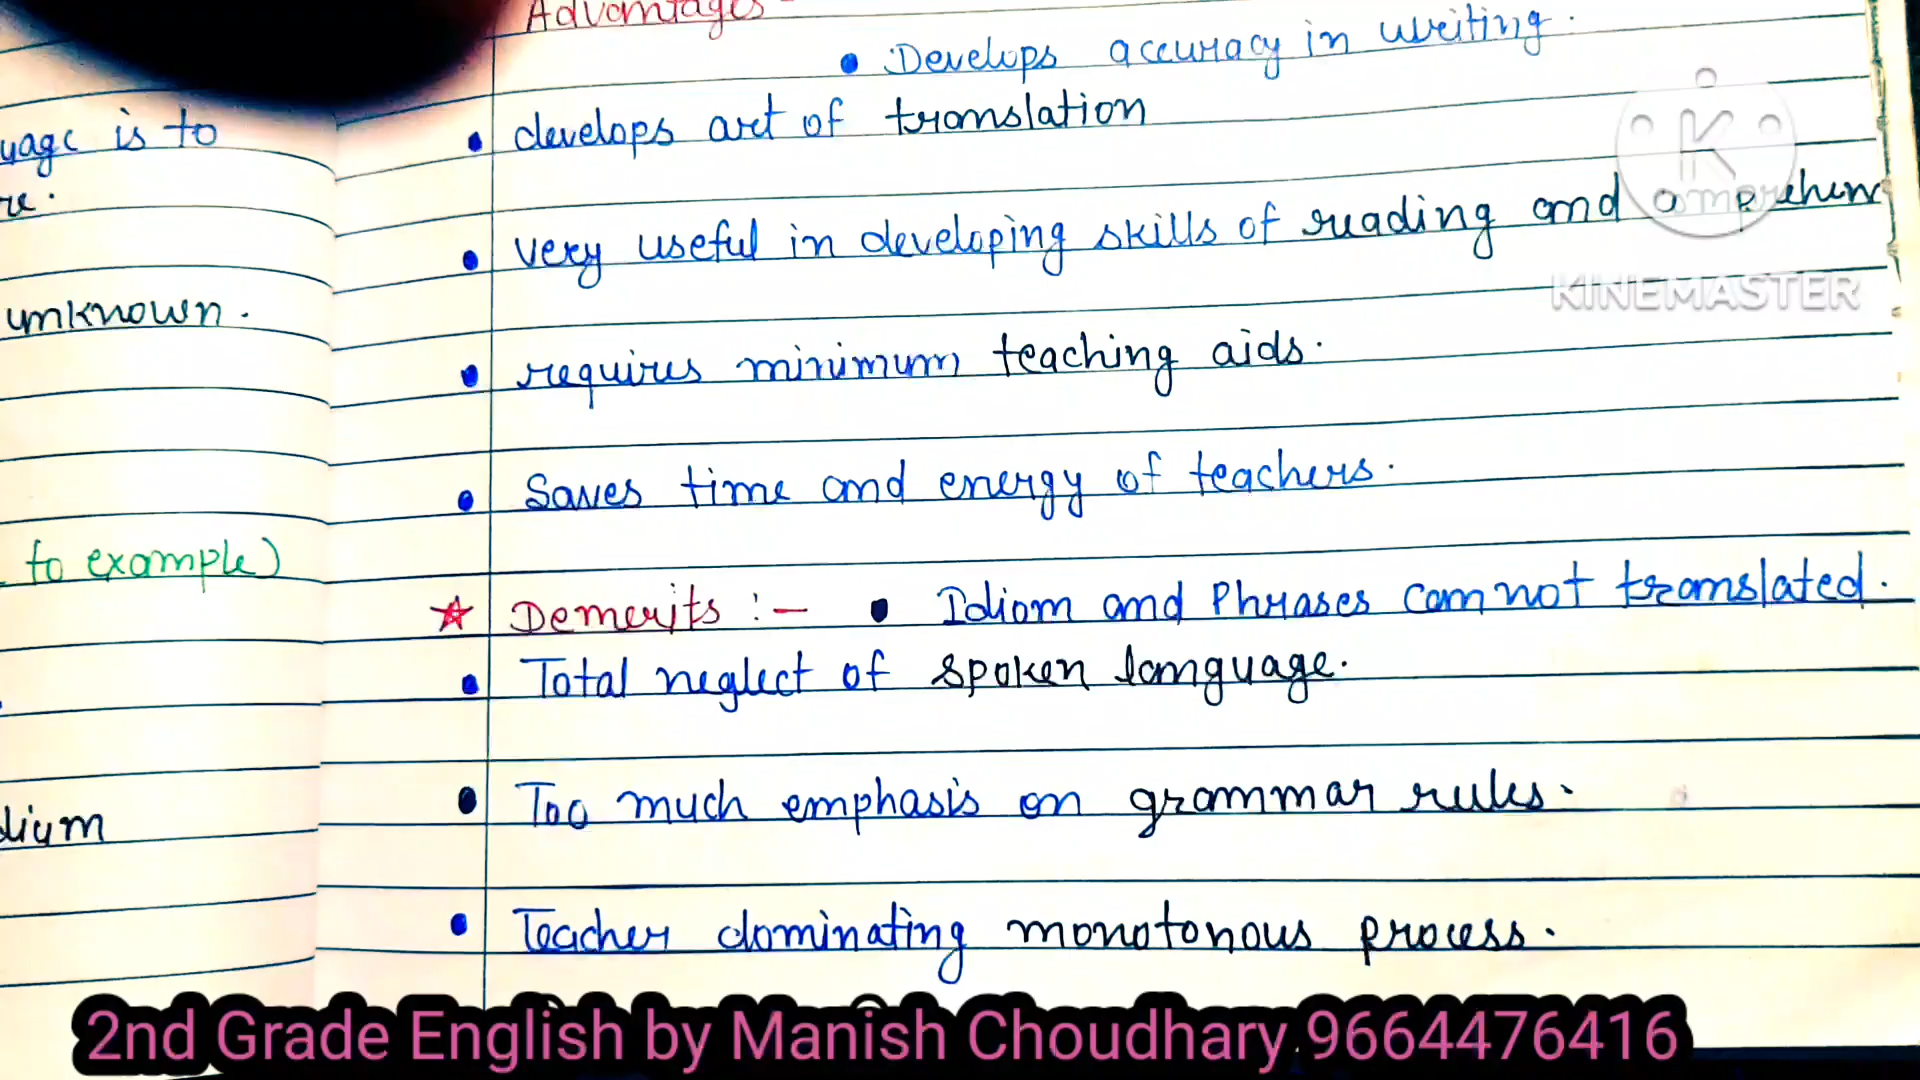 Advantages -
• Develops accuracy in writing.
• develops art of translation
• very useful in developing skills of reading and comprehen
• requires minimum teaching aids.
• Saves time and energy of teachers.
★ Demerits :- • Idiom and Phrases can not translated.
• Total neglect of spoken language.
• Too much emphasis on grammar rules.
• Teacher dominating monotonous process.
uage is to
re.
unknown.
to example)
dium
K
KINEMASTER
2nd Grade English by Manish Choudhary.9664476416